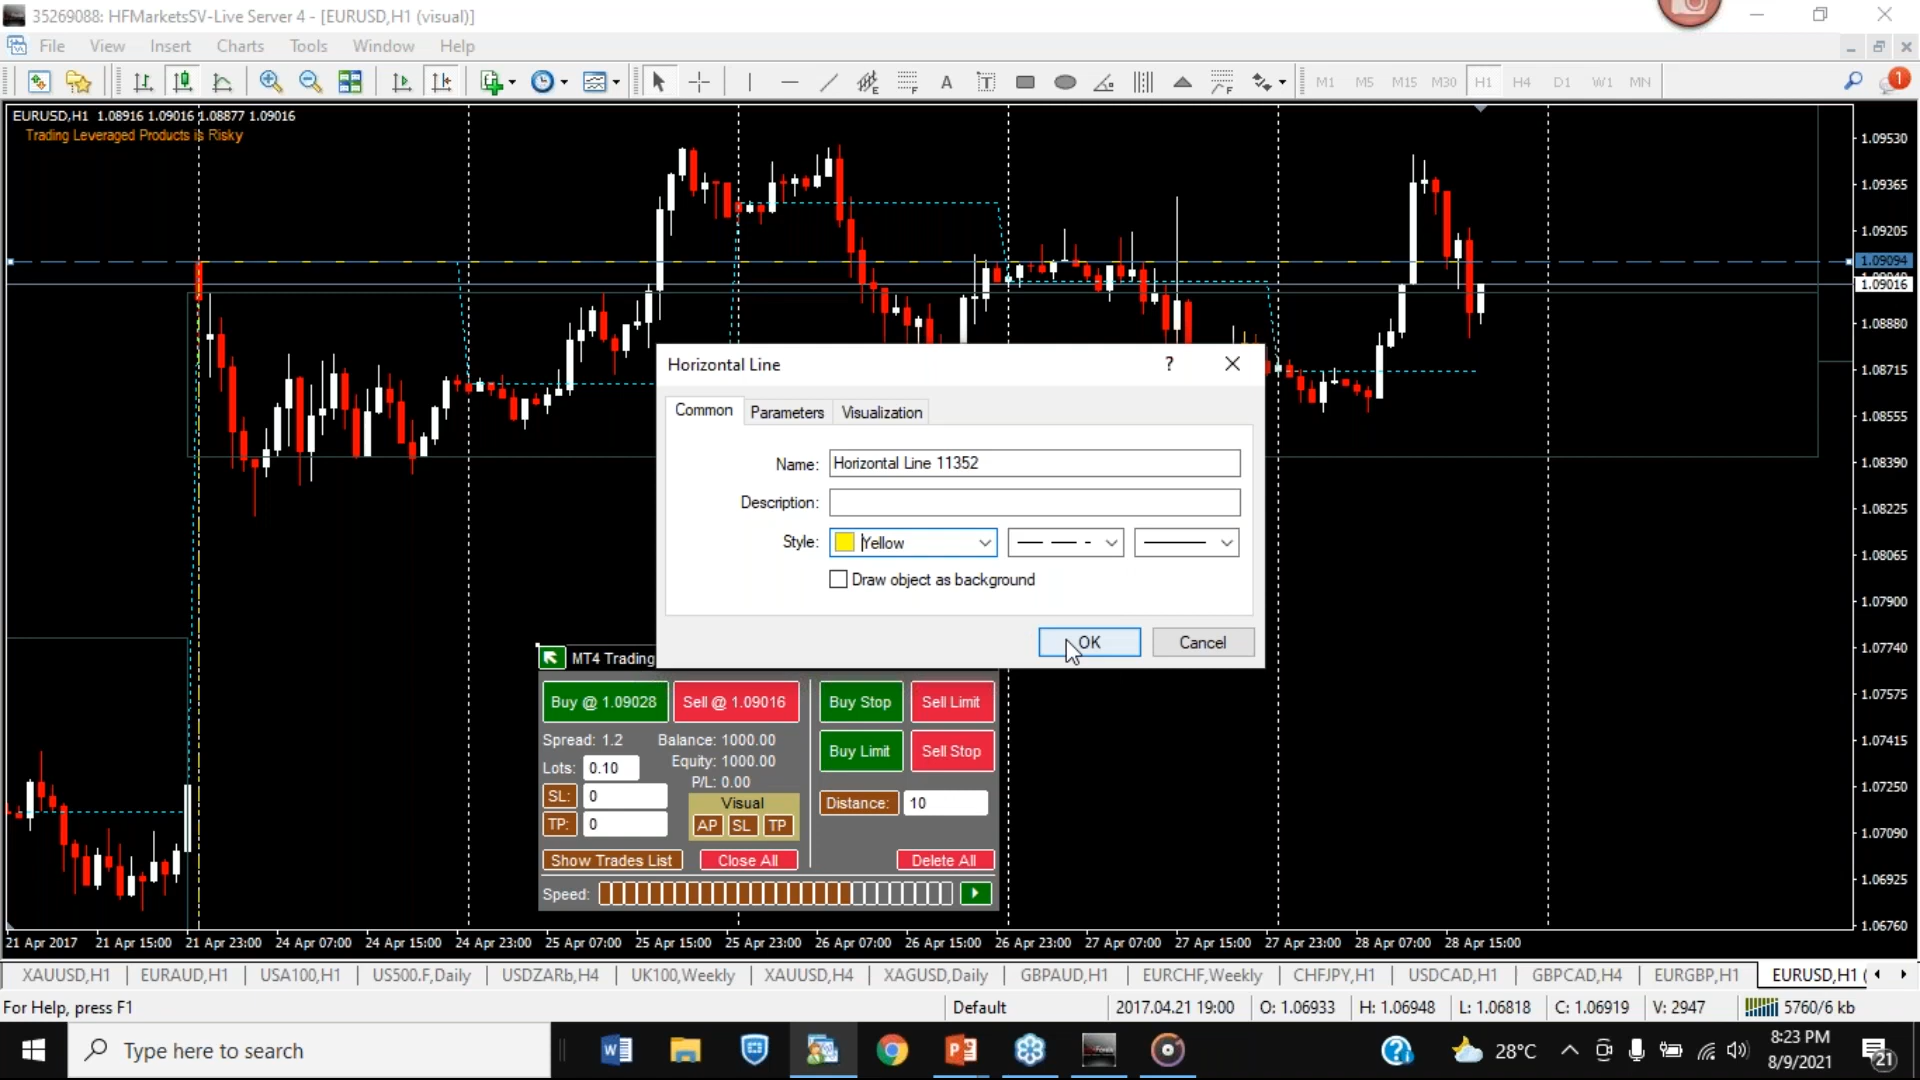 35269088: HFMarketsSV-Live Server 4 - [EURUSD,H1 (visual)]
File View Insert Charts Tools Window Help
M1 M5 M15 M30 H1 H4 D1 W1 MN
1
EURUSD,H1 1.08916 1.09016 1.08877 1.09016
Trading Leveraged Products is Risky
1.09530
1.09365
1.09205
1.09094
1.09016
1.08880
1.08715
1.08555
1.08390
1.08225
1.08065
1.07900
1.07740
1.07575
1.07415
1.07250
1.07090
1.06925
1.06760
Horizontal Line
?
Common Parameters Visualization
Name: Horizontal Line 11352
Description:
Style: Yellow
Draw object as background
OK Cancel
MT4 Trading
Buy @ 1.09028 Sell @ 1.09016 Buy Stop Sell Limit
Spread: 1.2 Balance: 1000.00
Equity: 1000.00
Buy Limit Sell Stop
Lots: 0.10
P/L: 0.00
SL: 0
Visual
Distance: 10
TP: 0
AP SL TP
Show Trades List Close All Delete All
Speed:
21 Apr 2017 21 Apr 15:00 21 Apr 23:00 24 Apr 07:00 24 Apr 15:00 24 Apr 23:00 25 Apr 07:00 25 Apr 15:00 25 Apr 23:00 26 Apr 07:00 26 Apr 15:00 26 Apr 23:00 27 Apr 07:00 27 Apr 15:00 27 Apr 23:00 28 Apr 07:00 28 Apr 15:00
XAUUSD,H1 EURAUD,H1 USA100,H1 US500.F,Daily USDZARb,H4 UK100,Weekly XAUUSD,H4 XAGUSD,Daily GBPAUD,H1 EURCHF,Weekly CHFJPY,H1 USDCAD,H1 GBPCAD,H4 EURGBP,H1 EURUSD,H1 (
For Help, press F1 Default 2017.04.21 19:00 O: 1.06933 H: 1.06948 L: 1.06818 C: 1.06919 V: 2947 5760/6 kb
Type here to search
28°C
8:23 PM
8/9/2021
21